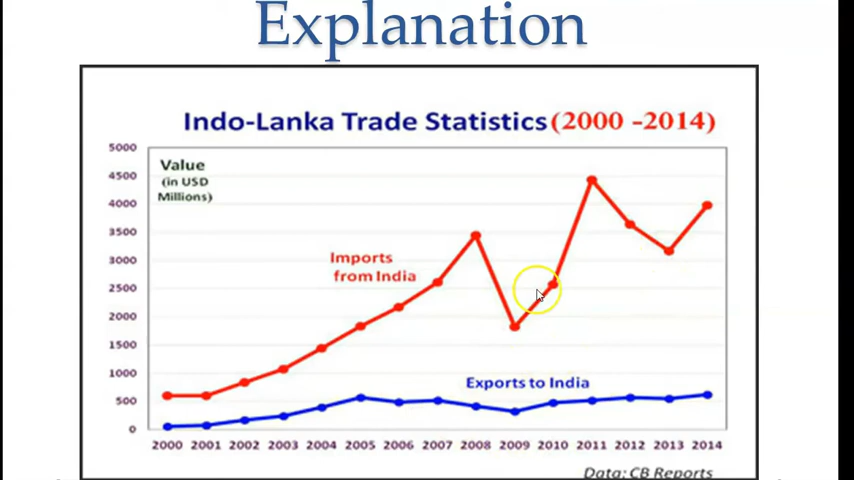 Explanation
Indo-Lanka Trade Statistics (2000 -2014)
5000
Value
(in USD
Millions)
4500
4000
3500
3000
2500
2000
1500
1000
500
0
Imports
from India
Exports to India
2000 2001 2002 2003 2004 2005 2006 2007 2008 2009 2010 2011 2012 2013 2014
Data: CB Reports